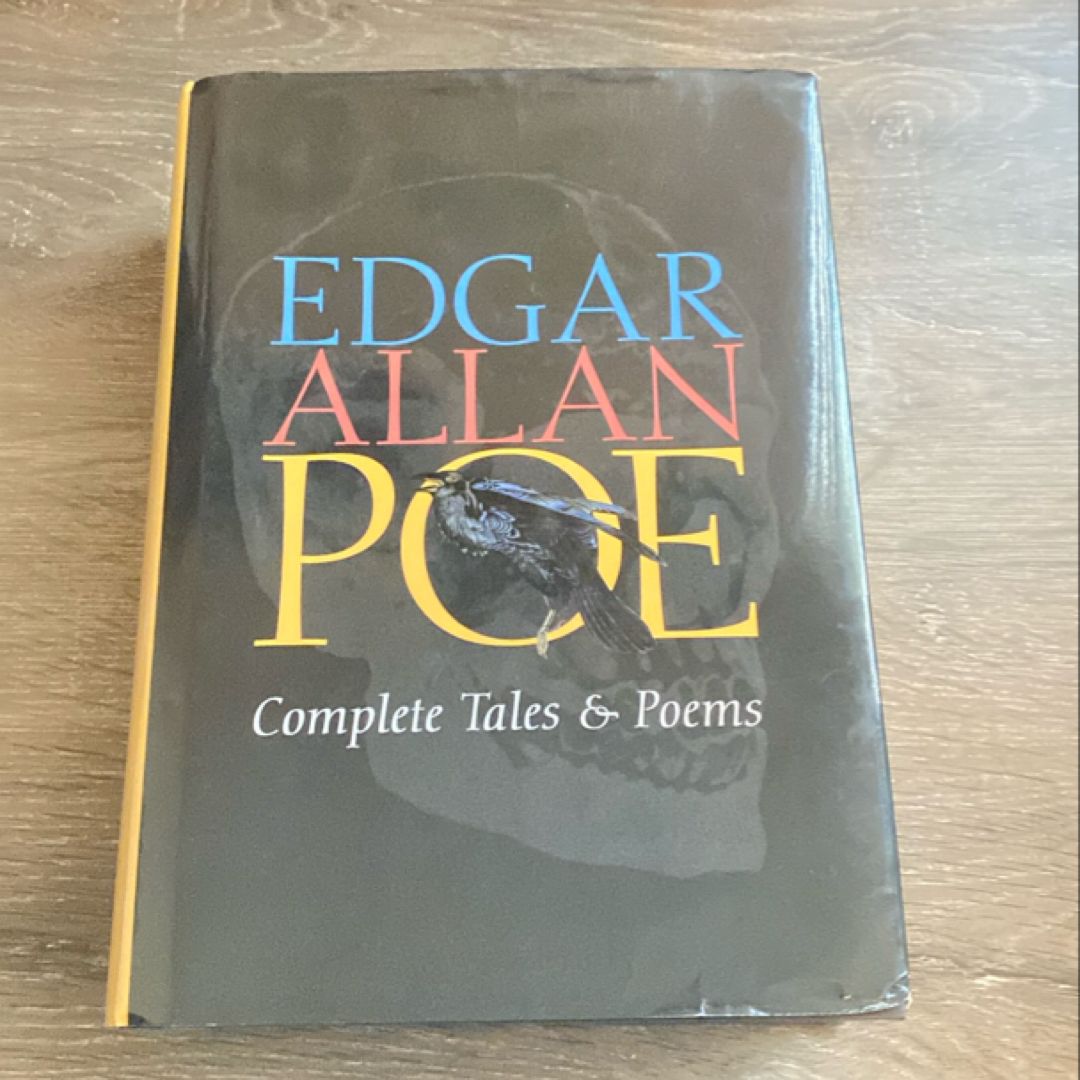 EDGAR
ALLAN
POE
Complete Tales & Poems